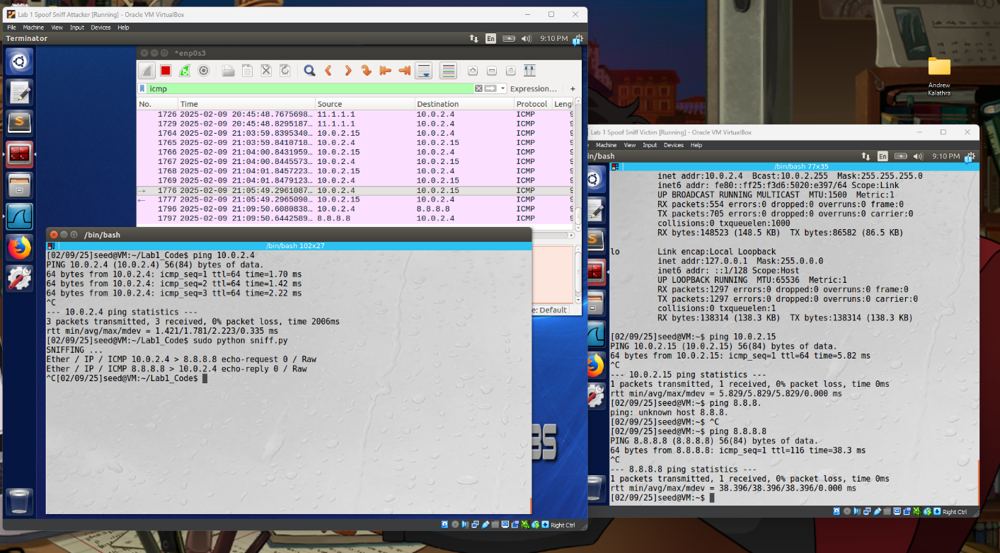 Lab 1 Spoof Sniff Attacker [Running] - Oracle VM VirtualBox
File Machine View Input Devices Help
Terminator
En
9:10 PM
*enp0s3
icmp
Expression…
+
No. Time Source Destination Protocol Leng
1726 2025-02-09 20:45:48.7675698… 11.1.1.1 10.0.2.4 ICMP 9
1729 2025-02-09 20:45:48.8295187… 11.1.1.1 10.0.2.4 ICMP 9
1764 2025-02-09 21:03:59.8395340… 10.0.2.15 10.0.2.4 ICMP 9
1765 2025-02-09 21:03:59.8410718… 10.0.2.4 10.0.2.15 ICMP 9
1766 2025-02-09 21:04:00.8431959… 10.0.2.15 10.0.2.4 ICMP 9
1767 2025-02-09 21:04:00.8445573… 10.0.2.4 10.0.2.15 ICMP 9
1768 2025-02-09 21:04:01.8457223… 10.0.2.15 10.0.2.4 ICMP 9
1769 2025-02-09 21:04:01.8479123… 10.0.2.4 10.0.2.15 ICMP 9
1776 2025-02-09 21:05:49.2961087… 10.0.2.4 10.0.2.15 ICMP 9
1777 2025-02-09 21:05:49.2965090… 10.0.2.15 10.0.2.4 ICMP 9
1796 2025-02-09 21:09:50.6080838… 10.0.2.4 8.8.8.8 ICMP 9
1797 2025-02-09 21:09:50.6442589… 8.8.8.8 10.0.2.4 ICMP 9
e: Default
/bin/bash
/bin/bash 102x27
[02/09/25]seed@VM:~/Lab1_Code$ ping 10.0.2.4
PING 10.0.2.4 (10.0.2.4) 56(84) bytes of data.
64 bytes from 10.0.2.4: icmp_seq=1 ttl=64 time=1.70 ms
64 bytes from 10.0.2.4: icmp_seq=2 ttl=64 time=1.42 ms
64 bytes from 10.0.2.4: icmp_seq=3 ttl=64 time=2.22 ms
^C
--- 10.0.2.4 ping statistics ---
3 packets transmitted, 3 received, 0% packet loss, time 2006ms
rtt min/avg/max/mdev = 1.421/1.781/2.223/0.335 ms
[02/09/25]seed@VM:~/Lab1_Code$ sudo python sniff.py
SNIFFING ...
Ether / IP / ICMP 10.0.2.4 > 8.8.8.8 echo-request 0 / Raw
Ether / IP / ICMP 8.8.8.8 > 10.0.2.4 echo-reply 0 / Raw
^C[02/09/25]seed@VM:~/Lab1_Code$
Right Ctrl
Andrew
Kalathra
Lab 1 Spoof Sniff Victim [Running] - Oracle VM VirtualBox
Machine View Input Devices Help
in/bash
En
9:10 PM
/bin/bash 77x35
inet addr:10.0.2.4 Bcast:10.0.2.255 Mask:255.255.255.0
inet6 addr: fe80::ff25:f3d6:5020:e397/64 Scope:Link
UP BROADCAST RUNNING MULTICAST MTU:1500 Metric:1
RX packets:554 errors:0 dropped:0 overruns:0 frame:0
TX packets:705 errors:0 dropped:0 overruns:0 carrier:0
collisions:0 txqueuelen:1000
RX bytes:148523 (148.5 KB) TX bytes:86582 (86.5 KB)
lo Link encap:Local Loopback
inet addr:127.0.0.1 Mask:255.0.0.0
inet6 addr: ::1/128 Scope:Host
UP LOOPBACK RUNNING MTU:65536 Metric:1
RX packets:1297 errors:0 dropped:0 overruns:0 frame:0
TX packets:1297 errors:0 dropped:0 overruns:0 carrier:0
collisions:0 txqueuelen:1
RX bytes:138314 (138.3 KB) TX bytes:138314 (138.3 KB)
[02/09/25]seed@VM:~$ ping 10.0.2.15
PING 10.0.2.15 (10.0.2.15) 56(84) bytes of data.
64 bytes from 10.0.2.15: icmp_seq=1 ttl=64 time=5.82 ms
^C
--- 10.0.2.15 ping statistics ---
1 packets transmitted, 1 received, 0% packet loss, time 0ms
rtt min/avg/max/mdev = 5.829/5.829/5.829/0.000 ms
[02/09/25]seed@VM:~$ ping 8.8.8.
ping: unknown host 8.8.8.
[02/09/25]seed@VM:~$ ^C
[02/09/25]seed@VM:~$ ping 8.8.8.8
PING 8.8.8.8 (8.8.8.8) 56(84) bytes of data.
64 bytes from 8.8.8.8: icmp_seq=1 ttl=116 time=38.3 ms
^C
--- 8.8.8.8 ping statistics ---
1 packets transmitted, 1 received, 0% packet loss, time 0ms
rtt min/avg/max/mdev = 38.396/38.396/38.396/0.000 ms
[02/09/25]seed@VM:~$
Right Ctrl